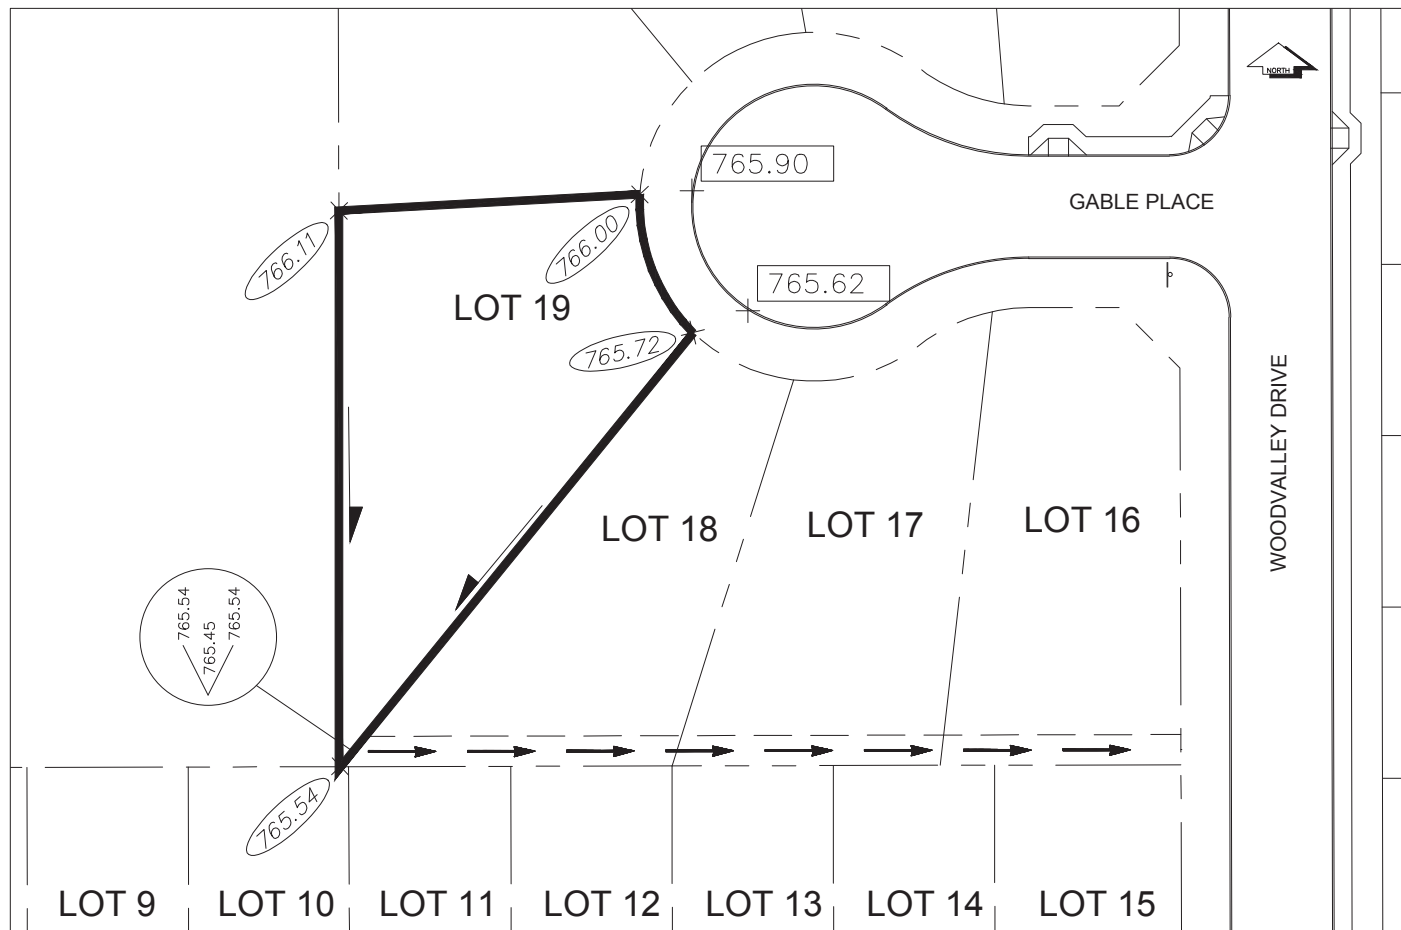 NORTH
765.90
GABLE PLACE
766.11
766.00
765.62
LOT 19
765.72
WOODVALLEY DRIVE
LOT 18
LOT 17
LOT 16
765.54
765.45
765.54
765.54
LOT 9
LOT 10
LOT 11
LOT 12
LOT 13
LOT 14
LOT 15